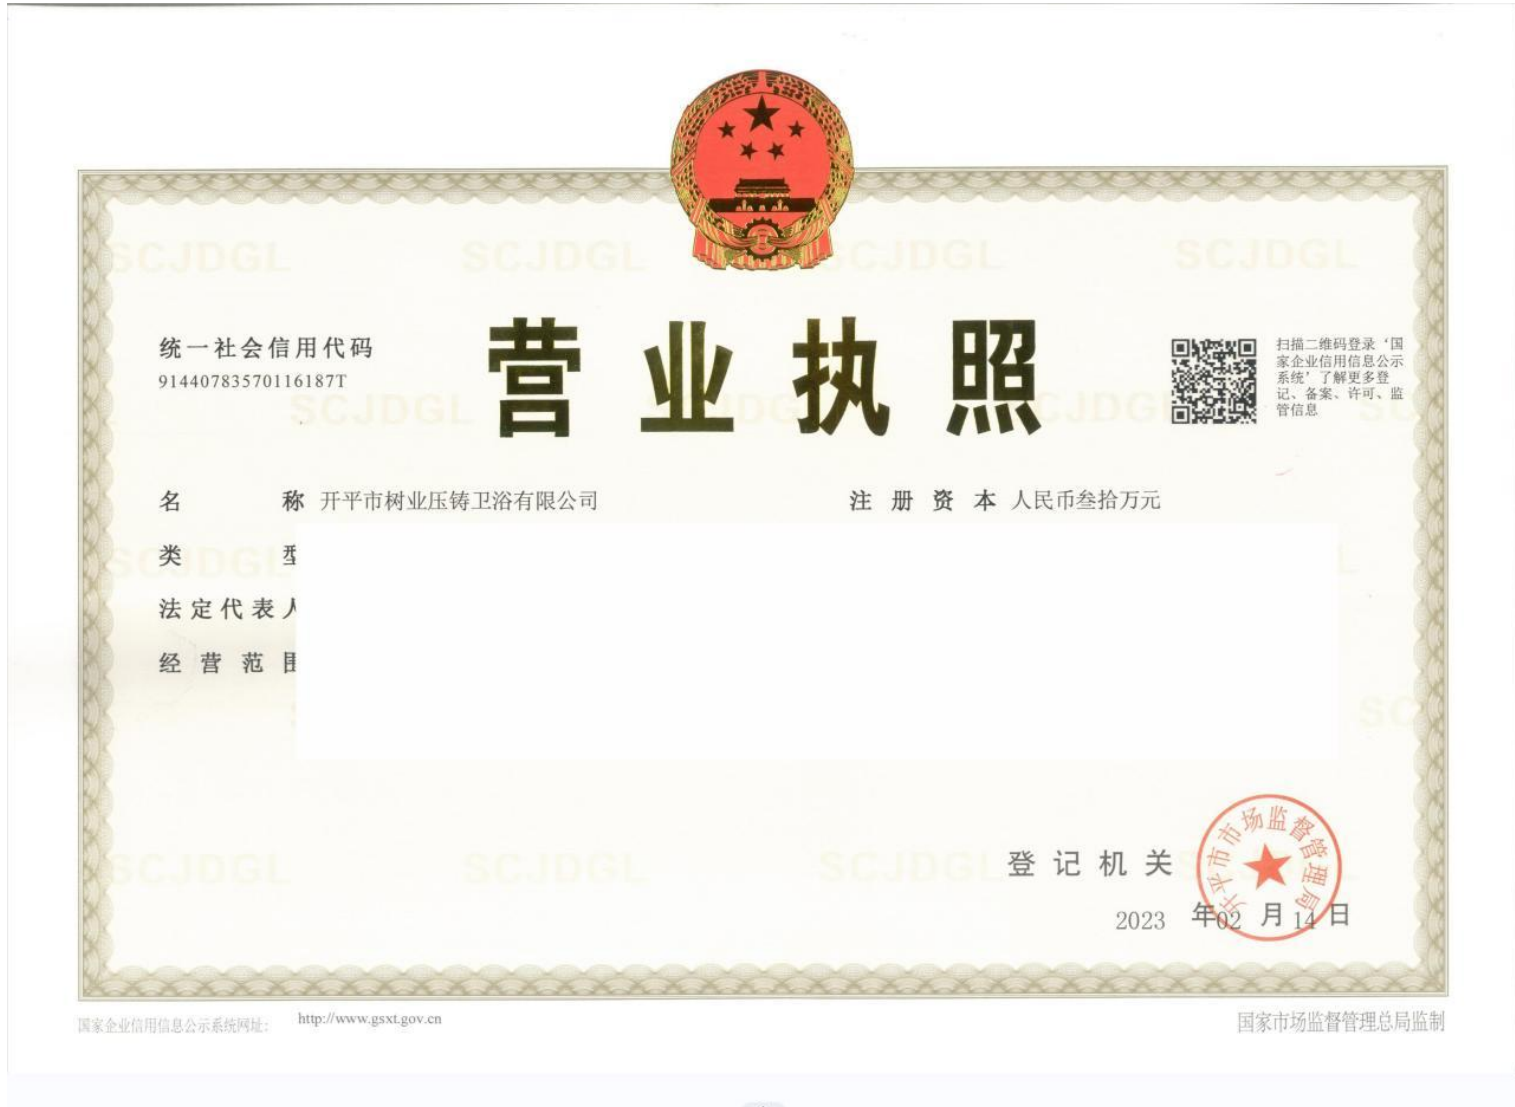 营业执照
统一社会信用代码
91440783570116187T
扫描二维码登录‘国
家企业信用信息公示
系统’了解更多登
记、备案、许可、监
管信息
名称 开平市树业压铸卫浴有限公司
注册资本 人民币叁拾万元
类型
法定代表人
经营范围
登记机关
开平市市场监督管理局
2023 年02 月14日
国家企业信用信息公示系统网址: http://www.gsxt.gov.cn
国家市场监督管理总局监制
SCJDGL